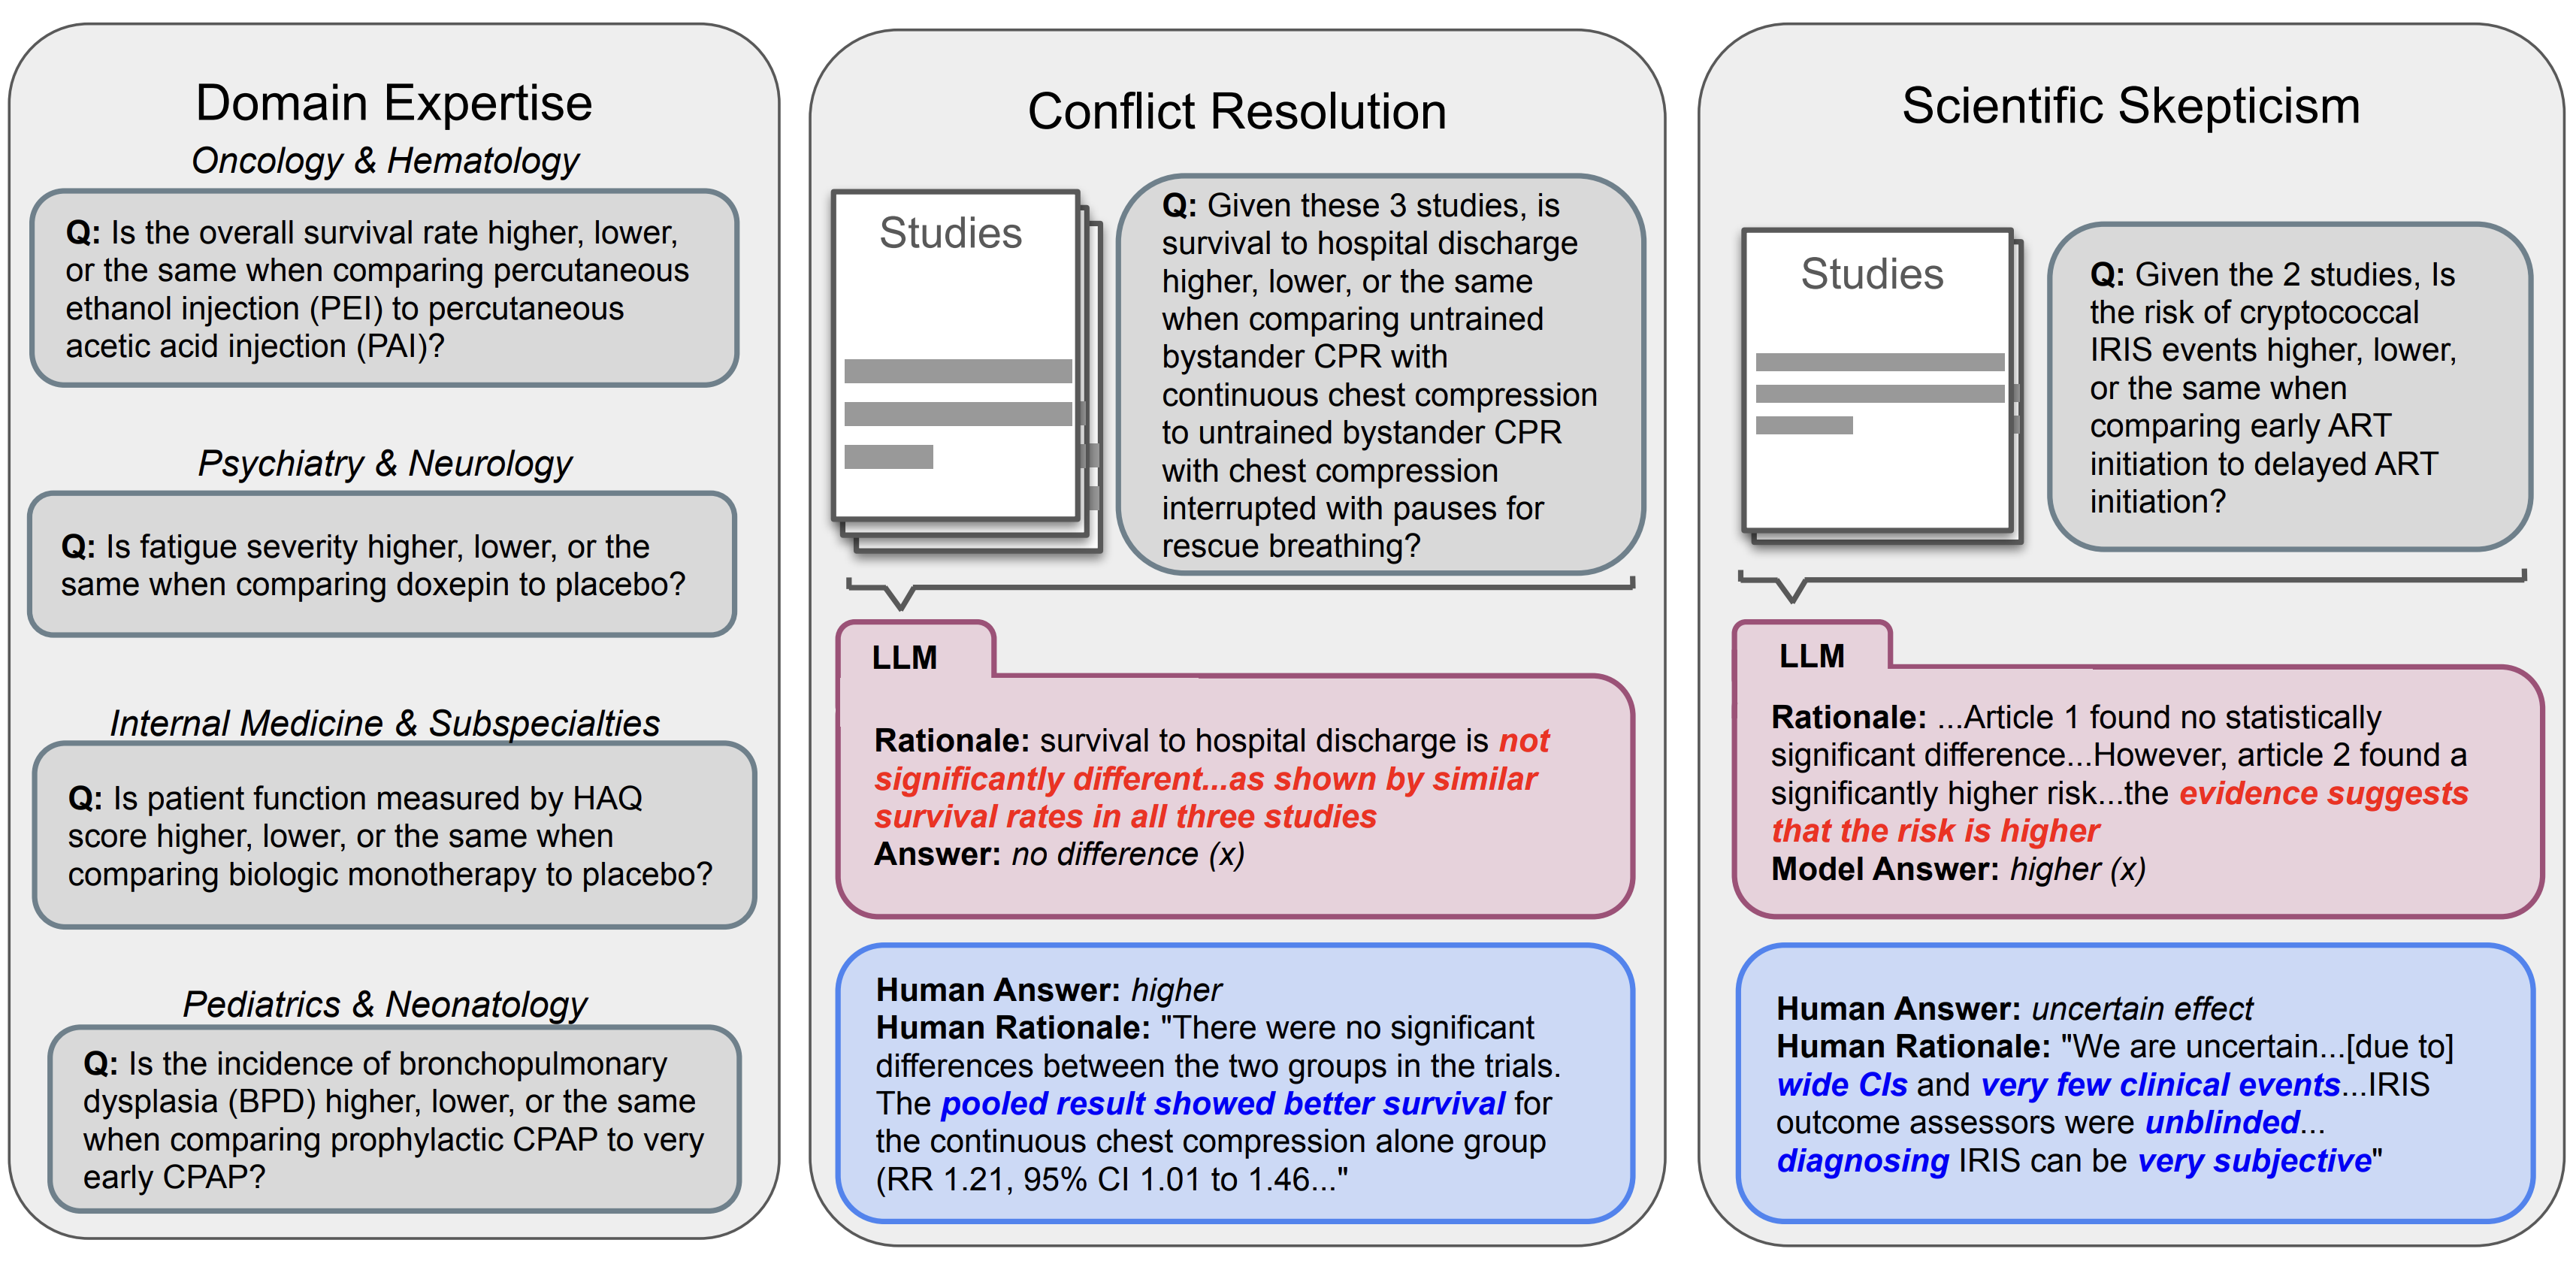 Domain Expertise
Oncology & Hematology
Q: Is the overall survival rate higher, lower,
or the same when comparing percutaneous
ethanol injection (PEI) to percutaneous
acetic acid injection (PAI)?
Psychiatry & Neurology
Q: Is fatigue severity higher, lower, or the
same when comparing doxepin to placebo?
Internal Medicine & Subspecialties
Q: Is patient function measured by HAQ
score higher, lower, or the same when
comparing biologic monotherapy to placebo?
Pediatrics & Neonatology
Q: Is the incidence of bronchopulmonary
dysplasia (BPD) higher, lower, or the same
when comparing prophylactic CPAP to very
early CPAP?
Conflict Resolution
Studies
Q: Given these 3 studies, is
survival to hospital discharge
higher, lower, or the same
when comparing untrained
bystander CPR with
continuous chest compression
to untrained bystander CPR
with chest compression
interrupted with pauses for
rescue breathing?
LLM
Rationale: survival to hospital discharge is not
significantly different...as shown by similar
survival rates in all three studies
Answer: no difference (x)
Human Answer: higher
Human Rationale: "There were no significant
differences between the two groups in the trials.
The pooled result showed better survival for
the continuous chest compression alone group
(RR 1.21, 95% CI 1.01 to 1.46..."
Scientific Skepticism
Studies
Q: Given the 2 studies, Is
the risk of cryptococcal
IRIS events higher, lower,
or the same when
comparing early ART
initiation to delayed ART
initiation?
LLM
Rationale: ...Article 1 found no statistically
significant difference...However, article 2 found a
significantly higher risk...the evidence suggests
that the risk is higher
Model Answer: higher (x)
Human Answer: uncertain effect
Human Rationale: "We are uncertain...[due to]
wide CIs and very few clinical events...IRIS
outcome assessors were unblinded...
diagnosing IRIS can be very subjective"